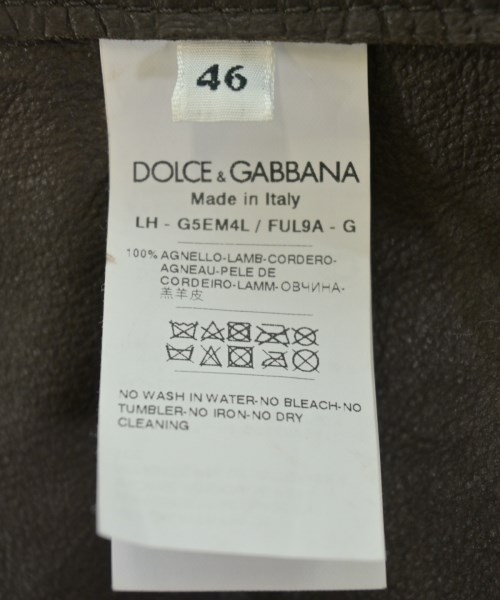 46
DOLCE & GABBANA
Made in Italy
LH - G5EM4L / FUL9A - G
100% AGNELLO-LAMB-CORDERO-
AGNEAU-PELE DE
CORDEIRO-LAMM-ОВЧИНА-
羔羊皮
NO WASH IN WATER-NO BLEACH-NO
TUMBLER-NO IRON-NO DRY
CLEANING